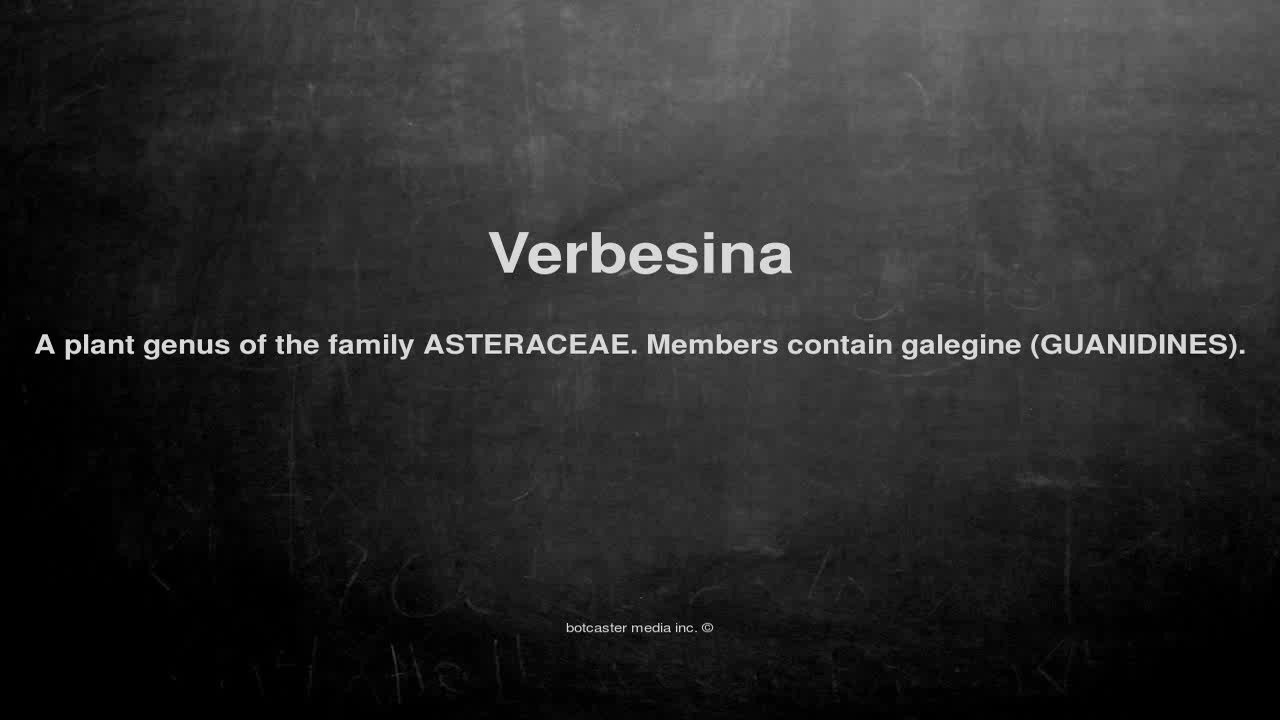 Verbesina
A plant genus of the family ASTERACEAE. Members contain galegine (GUANIDINES).
botcaster media inc. ©